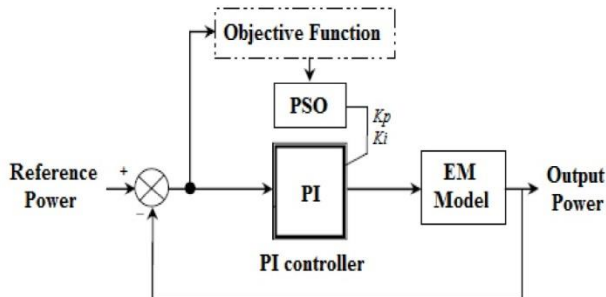 Objective Function
PSO
Kp
Ki
Reference
Power
+
−
PI
EM
Model
Output
Power
PI controller